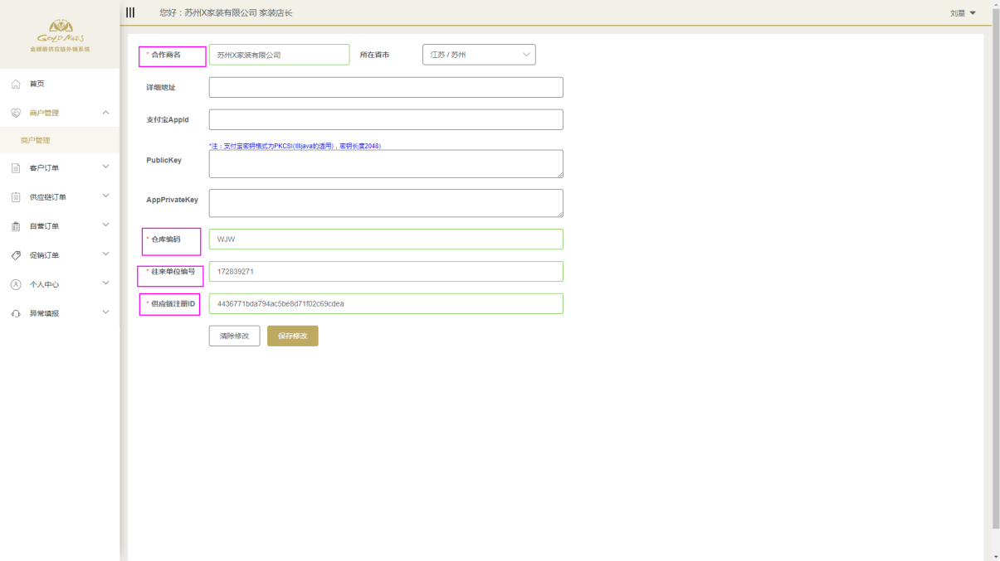 您好：苏州X家装有限公司 家装店长
刘星
GOLD MARS
金螳螂供应链外销系统
首页
商户管理
商户管理
客户订单
供应链订单
自营订单
促销订单
个人中心
异常填报
* 合作商名 苏州X家装有限公司 所在省市 江苏 / 苏州
详细地址
支付宝AppId
*注：支付宝密钥格式为PKCS
java的适用)，密钥长度2048)
PublicKey
AppPrivateKey
* 仓库编码 WJW
* 往来单位编号 172839271
* 供应链注册ID 4436771bda794ac5be8d71f02c69cdea
清除修改 保存修改